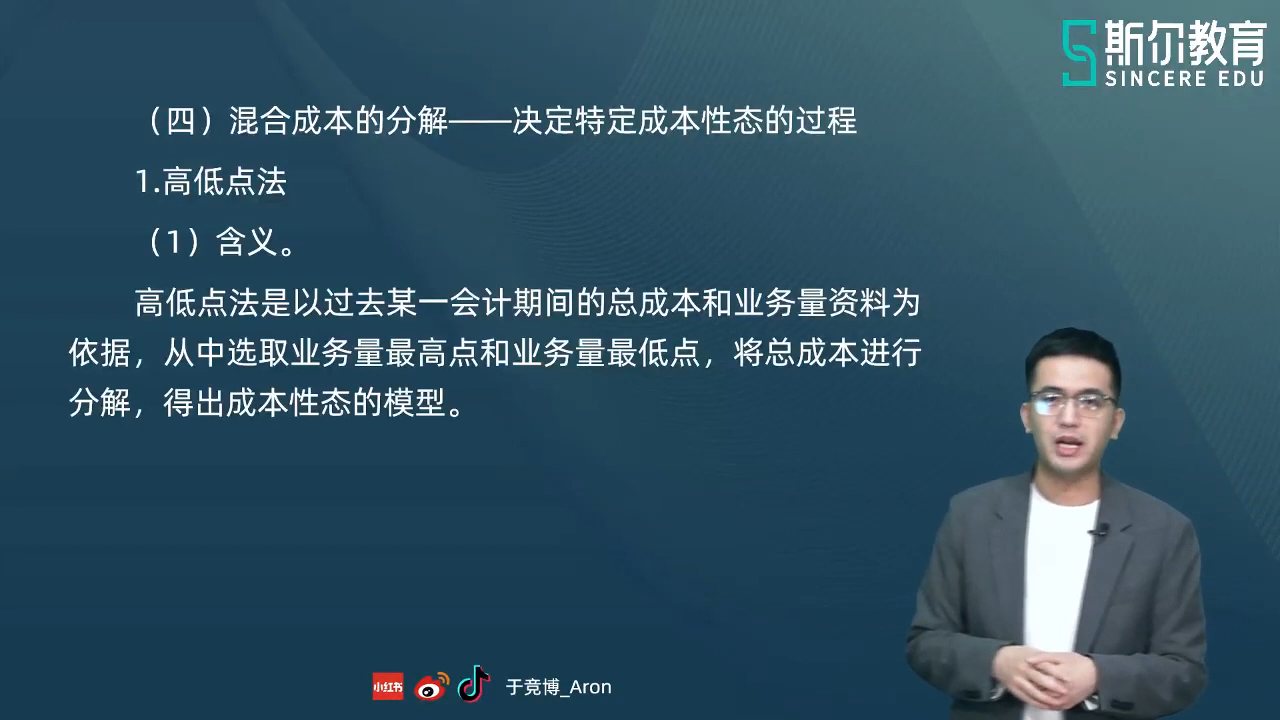 斯尔教育
SINCERE EDU
（四）混合成本的分解——决定特定成本性态的过程
1.高低点法
（1）含义。
高低点法是以过去某一会计期间的总成本和业务量资料为
依据，从中选取业务量最高点和业务量最低点，将总成本进行
分解，得出成本性态的模型。
小红书
于竞博_Aron